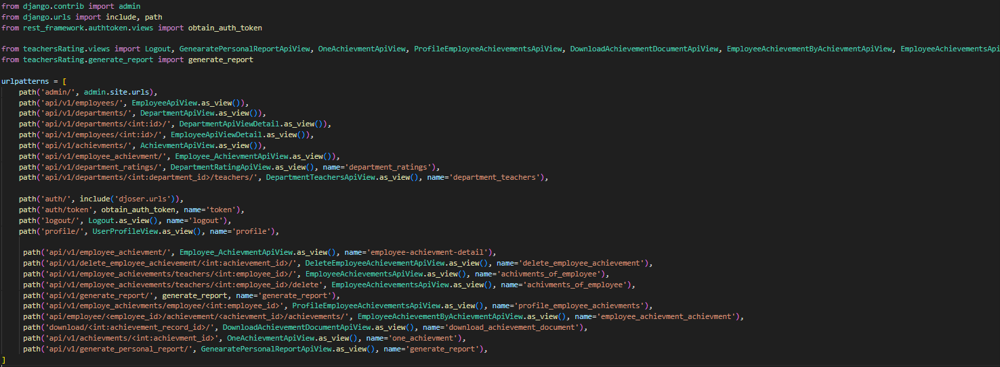 from django.contrib import admin
from django.urls import include, path
from rest_framework.authtoken.views import obtain_auth_token
from teachersRating.views import Logout, GenearatePersonalReportApiView, OneAchievmentApiView, ProfileEmployeeAchievementsApiView, DownloadAchievementDocumentApiView, EmployeeAchievementByAchievmentApiView, EmployeeAchievementsApi
from teachersRating.generate_report import generate_report
urlpatterns = [
path('admin/', admin.site.urls),
path('api/v1/employees/', EmployeeApiView.as_view()),
path('api/v1/departments/', DepartmentApiView.as_view()),
path('api/v1/departments/<int:id>/', DepartmentApiViewDetail.as_view()),
path('api/v1/employees/<int:id>/', EmployeeApiViewDetail.as_view()),
path('api/v1/achievments/', AchievmentApiView.as_view()),
path('api/v1/employee_achievment/', Employee_AchievmentApiView.as_view()),
path('api/v1/department_ratings/', DepartmentRatingApiView.as_view(), name='department_ratings'),
path('api/v1/departments/<int:department_id>/teachers/', DepartmentTeachersApiView.as_view(), name='department_teachers'),
path('auth/', include('djoser.urls')),
path('auth/token', obtain_auth_token, name='token'),
path('logout/', Logout.as_view(), name='logout'),
path('profile/', UserProfileView.as_view(), name='profile'),
path('api/v1/employee_achievment/', Employee_AchievmentApiView.as_view(), name='employee-achievment-detail'),
path('api/v1/delete_employee_achievement/<int:achievement_id>/', DeleteEmployeeAchievementApiView.as_view(), name='delete_employee_achievement'),
path('api/v1/employee_achievements/teachers/<int:employee_id>/', EmployeeAchievementsApiView.as_view(), name='achivments_of_employee'),
path('api/v1/employee_achievements/teachers/<int:employee_id>/delete', EmployeeAchievementsApiView.as_view(), name='achivments_of_employee'),
path('api/v1/generate_report/', generate_report, name='generate_report'),
path('api/v1/employe_achievments/employee/<int:employee_id>', ProfileEmployeeAchievementsApiView.as_view(), name='profile_employee_achievments'),
path('api/employee/<employee_id>/achievement/<achievment_id>/achievements/', EmployeeAchievementByAchievmentApiView.as_view(), name='employee_achievment_achievment'),
path('download/<int:achievement_record_id>/', DownloadAchievementDocumentApiView.as_view(), name='download_achievement_document'),
path('api/v1/achievments/<int:achievment_id>', OneAchievmentApiView.as_view(), name='one_achievment'),
path('api/v1/generate_personal_report/', GenearatePersonalReportApiView.as_view(), name='generate_report'),
]